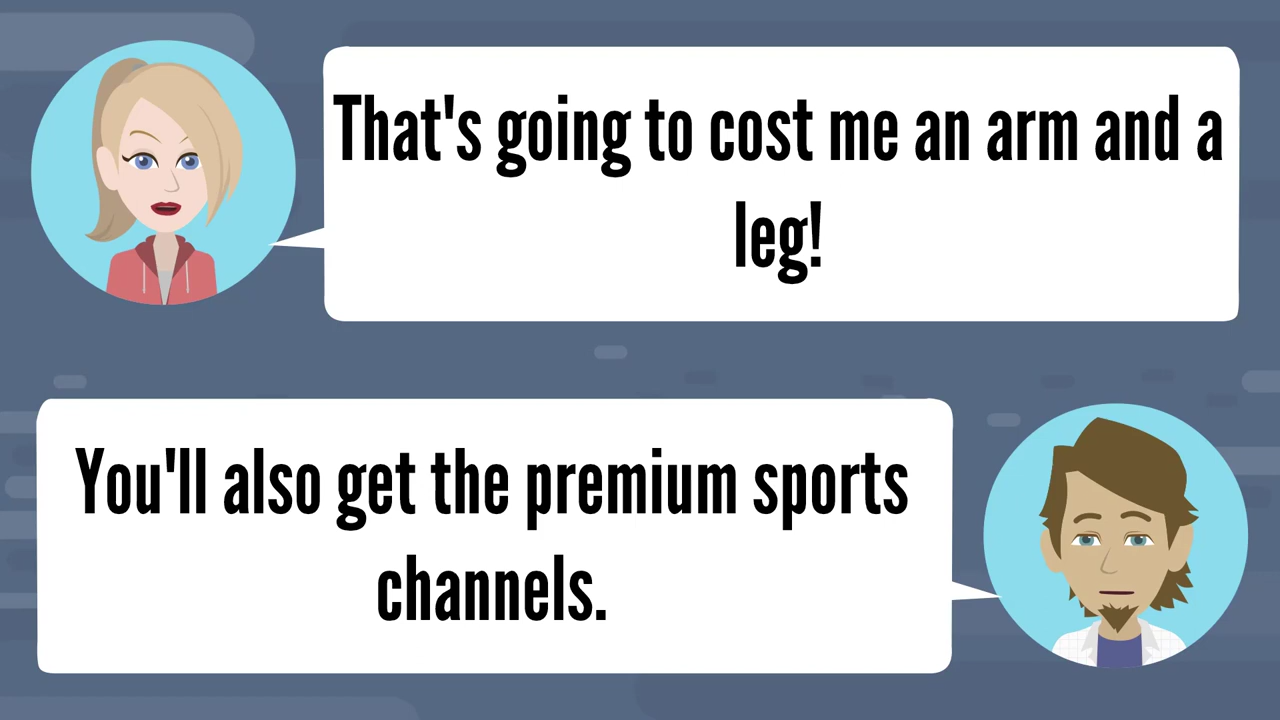 That's going to cost me an arm and a
leg!
You'll also get the premium sports
channels.